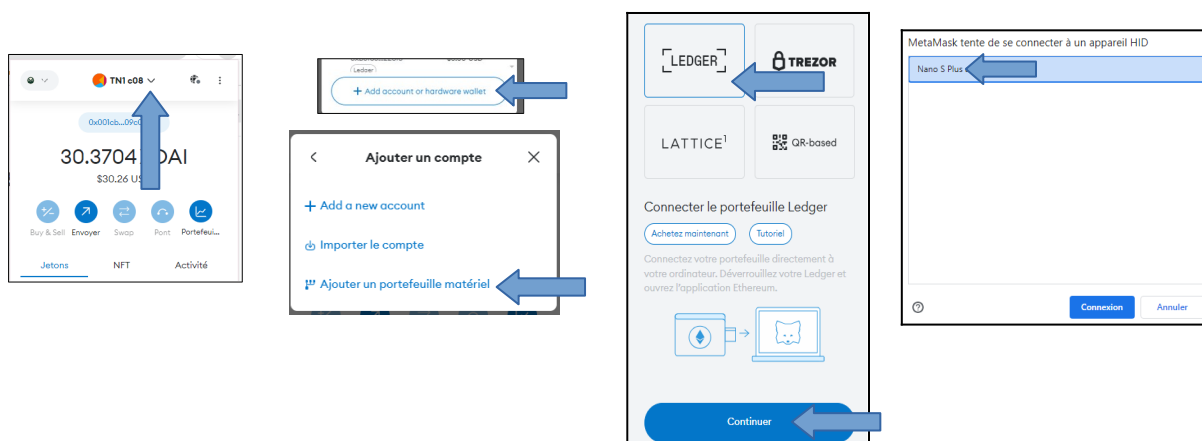 TN1 c08
0x001cb...09c
30.3704 DAI
$30.26 US
Buy & Sell Envoyer Swap Pont Portefeui...
Jetons NFT Activité
Ledger
+ Add account or hardware wallet
Ajouter un compte
+ Add a new account
Importer le compte
Ajouter un portefeuille matériel
LEDGER
TREZOR
LATTICE1
QR-based
Connecter le portefeuille Ledger
Achetez maintenant Tutoriel
Connectez votre portefeuille directement à
votre ordinateur. Déverrouillez votre Ledger et
ouvrez l'application Ethereum.
Continuer
MetaMask tente de se connecter à un appareil HID
Nano S Plus
Connexion Annuler